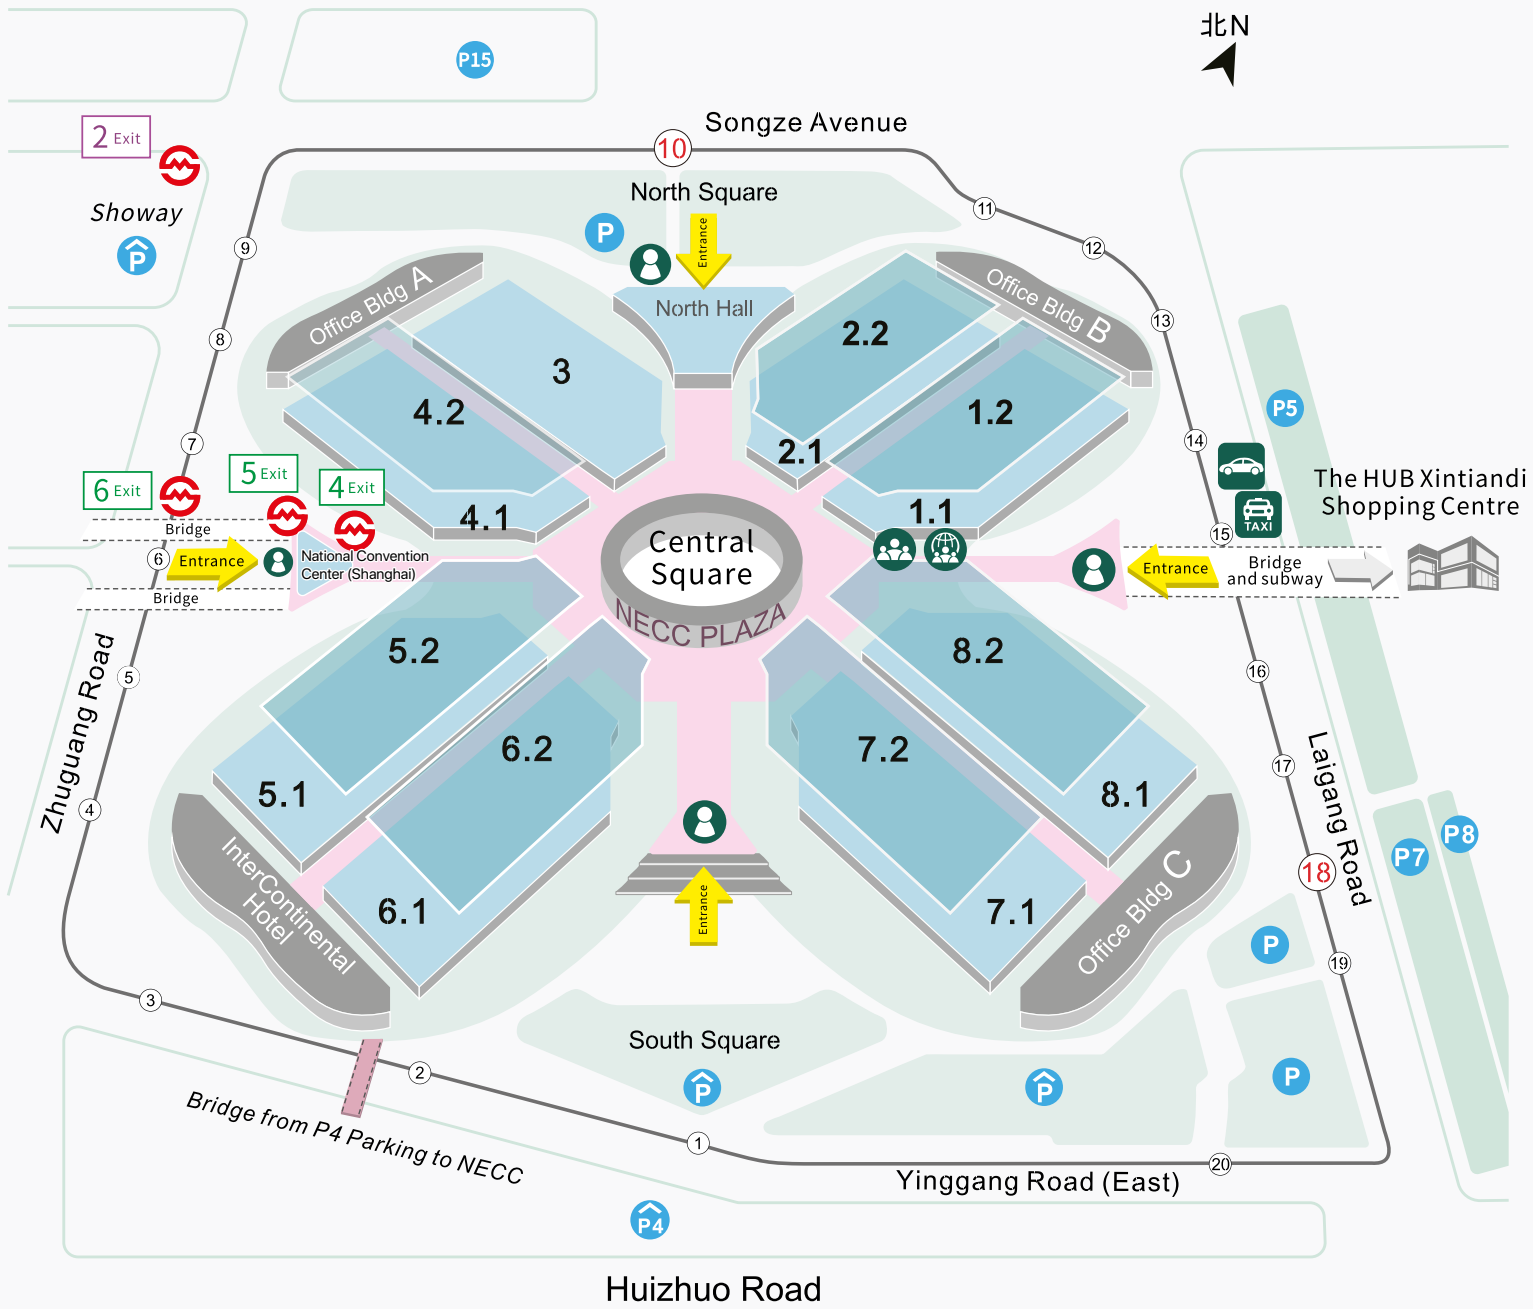 北N
P15
Songze Avenue
10
2 Exit
North Square
Showay
P
P
Entrance
9
11
12
Office Bldg A
North Hall
Office Bldg B
13
8
2.2
3
1.2
4.2
P5
7
14
2.1
5 Exit
4 Exit
6 Exit
The HUB Xintiandi
Shopping Centre
4.1
1.1
TAXI
15
Bridge
6
Entrance
National Convention
Center (Shanghai)
Central
Square
NECC PLAZA
Entrance
Bridge
and subway
Bridge
5.2
8.2
16
5
Zhuguang Road
6.2
7.2
17
Laigang Road
5.1
8.1
4
P7
P8
18
InterContinental
Hotel
6.1
7.1
Office Bldg C
Entrance
P
19
3
South Square
2
P
P
P
Bridge from P4 Parking to NECC
1
20
Yinggang Road (East)
P4
Huizhuo Road